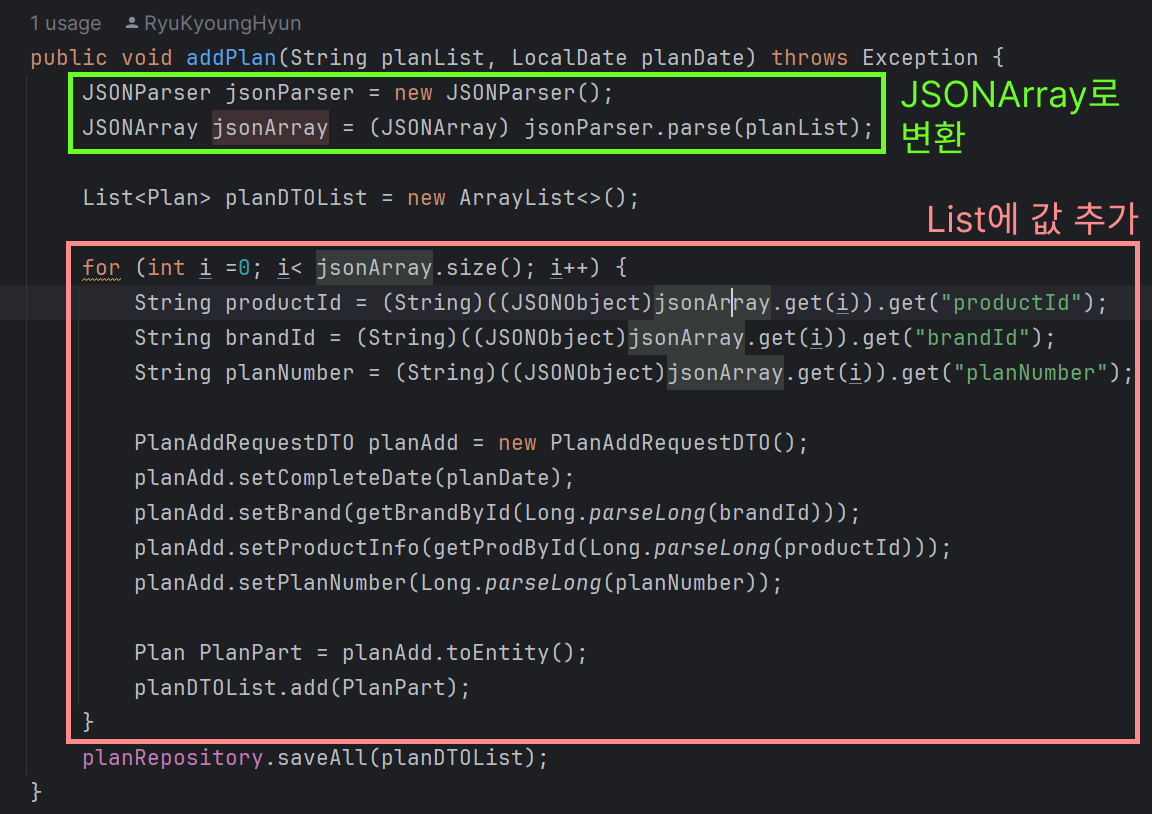 1 usage RyuKyoungHyun
public void addPlan(String planList, LocalDate planDate) throws Exception {
JSONParser jsonParser = new JSONParser();
JSONArray jsonArray = (JSONArray) jsonParser.parse(planList);
JSONArray로
변환
List<Plan> planDTOList = new ArrayList<>();
List에 값 추가
for (int i =0; i< jsonArray.size(); i++) {
String productId = (String)((JSONObject)jsonArray.get(i)).get("productId");
String brandId = (String)((JSONObject)jsonArray.get(i)).get("brandId");
String planNumber = (String)((JSONObject)jsonArray.get(i)).get("planNumber");
PlanAddRequestDTO planAdd = new PlanAddRequestDTO();
planAdd.setCompleteDate(planDate);
planAdd.setBrand(getBrandById(Long.parseLong(brandId)));
planAdd.setProductInfo(getProdById(Long.parseLong(productId)));
planAdd.setPlanNumber(Long.parseLong(planNumber));
Plan PlanPart = planAdd.toEntity();
planDTOList.add(PlanPart);
}
planRepository.saveAll(planDTOList);
}